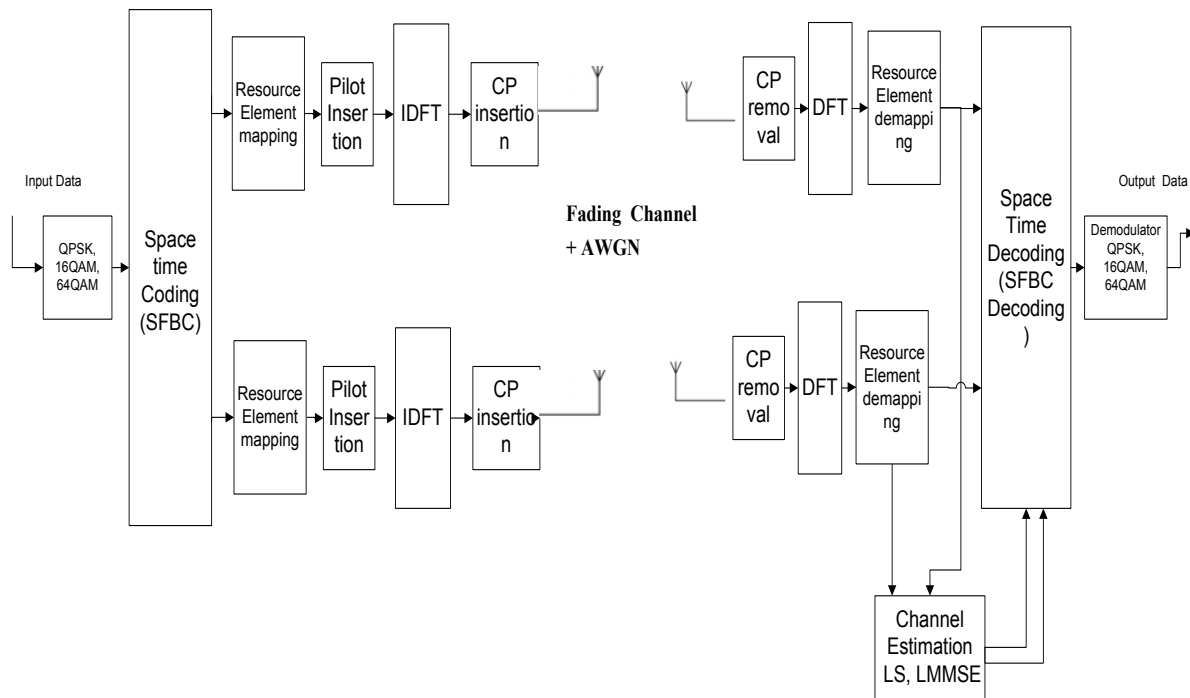 Input Data
QPSK,
16QAM,
64QAM
Space
time
Coding
(SFBC)
Resource
Element
mapping
Pilot
Inser
tion
IDFT
CP
insertio
n
Resource
Element
mapping
Pilot
Inser
tion
IDFT
CP
insertio
n
Fading Channel
+ AWGN
CP
remo
val
DFT
Resource
Element
demappi
ng
CP
remo
val
DFT
Resource
Element
demappi
ng
Space
Time
Decoding
(SFBC
Decoding
)
Output Data
Demodulator
QPSK,
16QAM,
64QAM
Channel
Estimation
LS, LMMSE